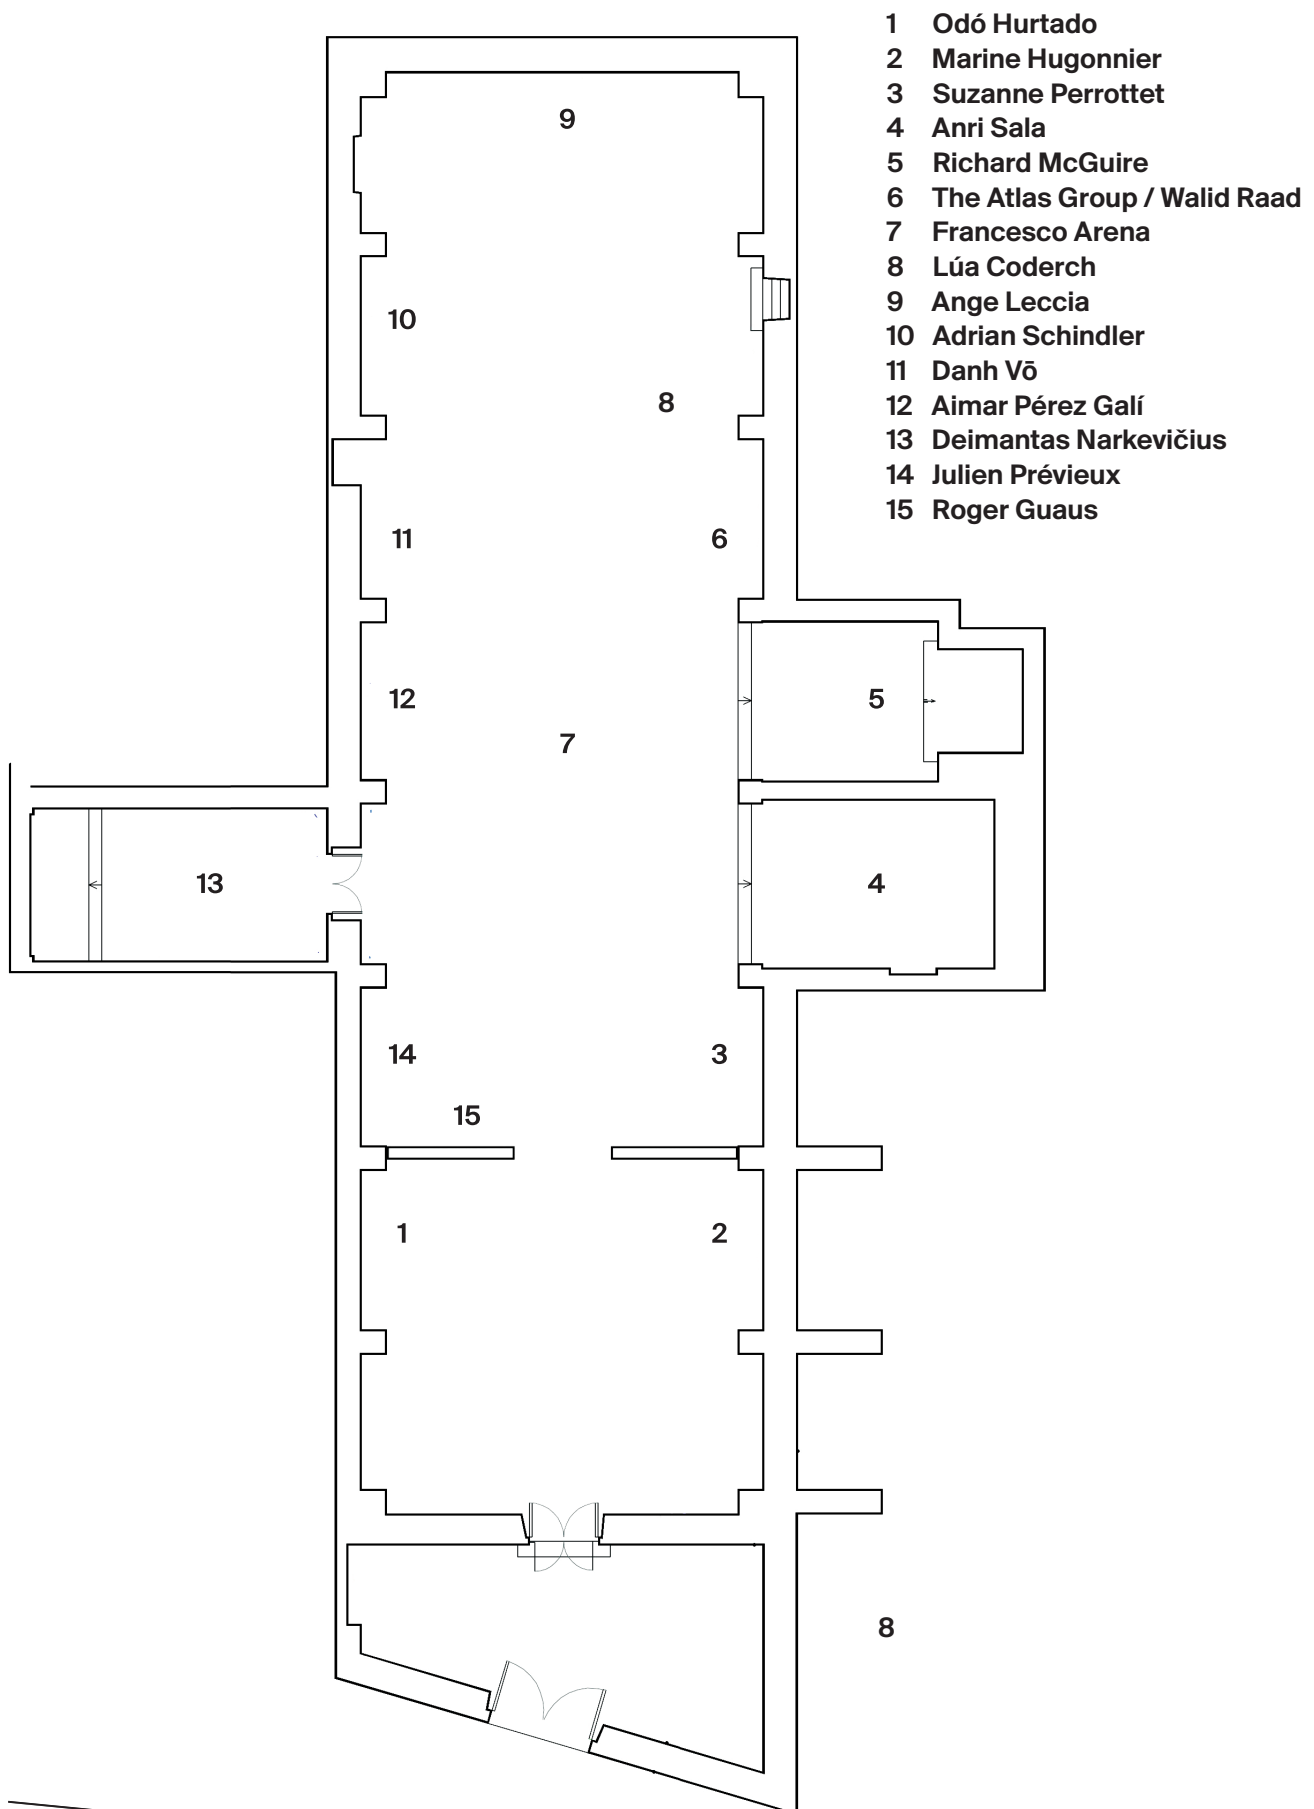 1 Odó Hurtado
2 Marine Hugonnier
3 Suzanne Perrottet
4 Anri Sala
5 Richard McGuire
6 The Atlas Group / Walid Raad
7 Francesco Arena
8 Lúa Coderch
9 Ange Leccia
10 Adrian Schindler
11 Danh Vō
12 Aimar Pérez Galí
13 Deimantas Narkevičius
14 Julien Prévieux
15 Roger Guaus
9
10
8
11 6
12 5
7
13 4
14 3
15
1 2
8